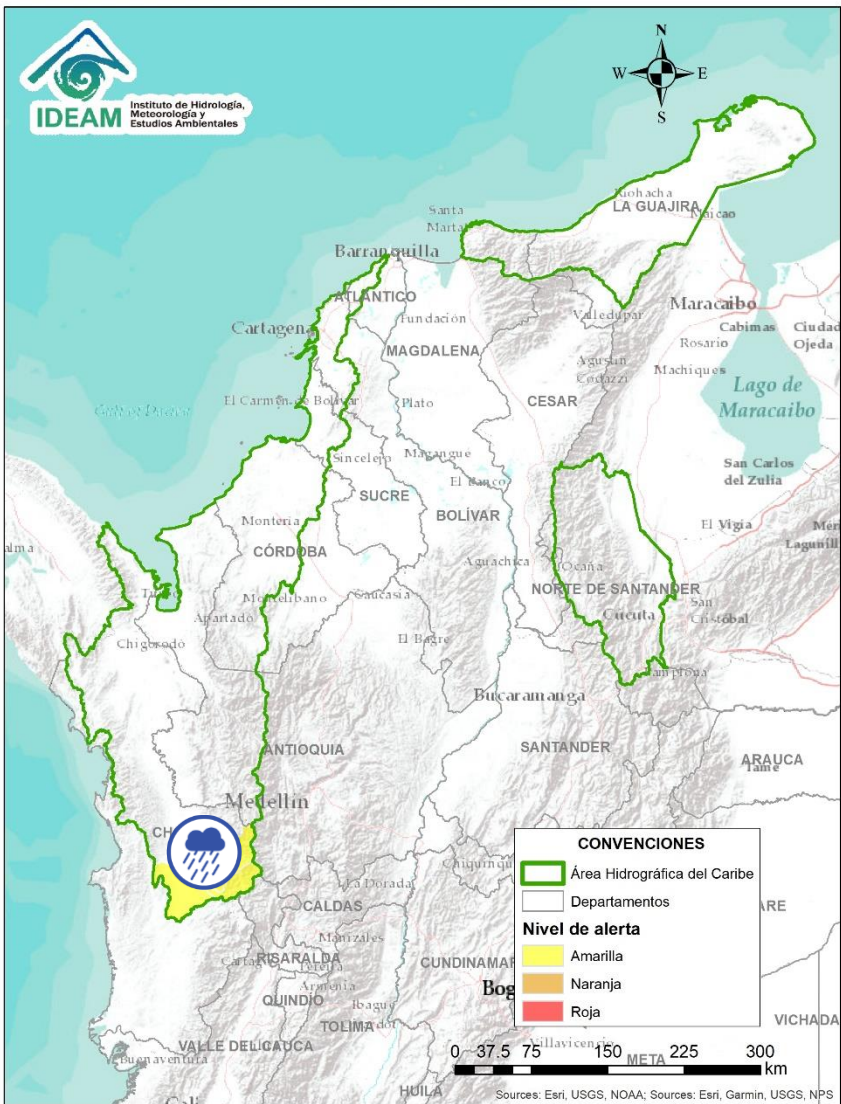 IDEAM
Instituto de Hidrología,
Meteorología y
Estudios Ambientales
N
W
E
S
Riohacha
LA GUAJIRA
Maicao
Santa
Marta
Barranquilla
ATLÁNTICO
Maracaibo
Cabimas
Ciudad
Ojeda
Fundación
Valledupar
Cartagena
MAGDALENA
Rosario
Agustín
Codazzi
Machiques
Lago de
Maracaibo
CESAR
El Carmen de Bolívar
Plato
Sincelejo
Magangué
San Carlos
del Zulia
SUCRE
El Banco
Montería
BOLÍVAR
El Vigía
CÓRDOBA
Aguachica
Ocaña
NORTE DE SANTANDER
Montelíbano
Caucasia
Apartadó
San
Cristóbal
Cúcuta
El Bagre
Chigorodó
Pamplona
Bucaramanga
ANTIOQUIA
SANTANDER
ARAUCA
Tame
Medellín
La Dorada
CALDAS
Manizales
RISARALDA
Pereira
Armenia
QUINDÍO
Ibagué
TOLIMA
VALLE DEL CAUCA
Buenaventura
HUILA
Villavicencio
META
VICHADA
CONVENCIONES
Área Hidrográfica del Caribe
Departamentos
Nivel de alerta
Amarilla
Naranja
Roja
0 37.5 75 150 225 300
km
Sources: Esri, USGS, NOAA; Sources: Esri, Garmin, USGS, NPS